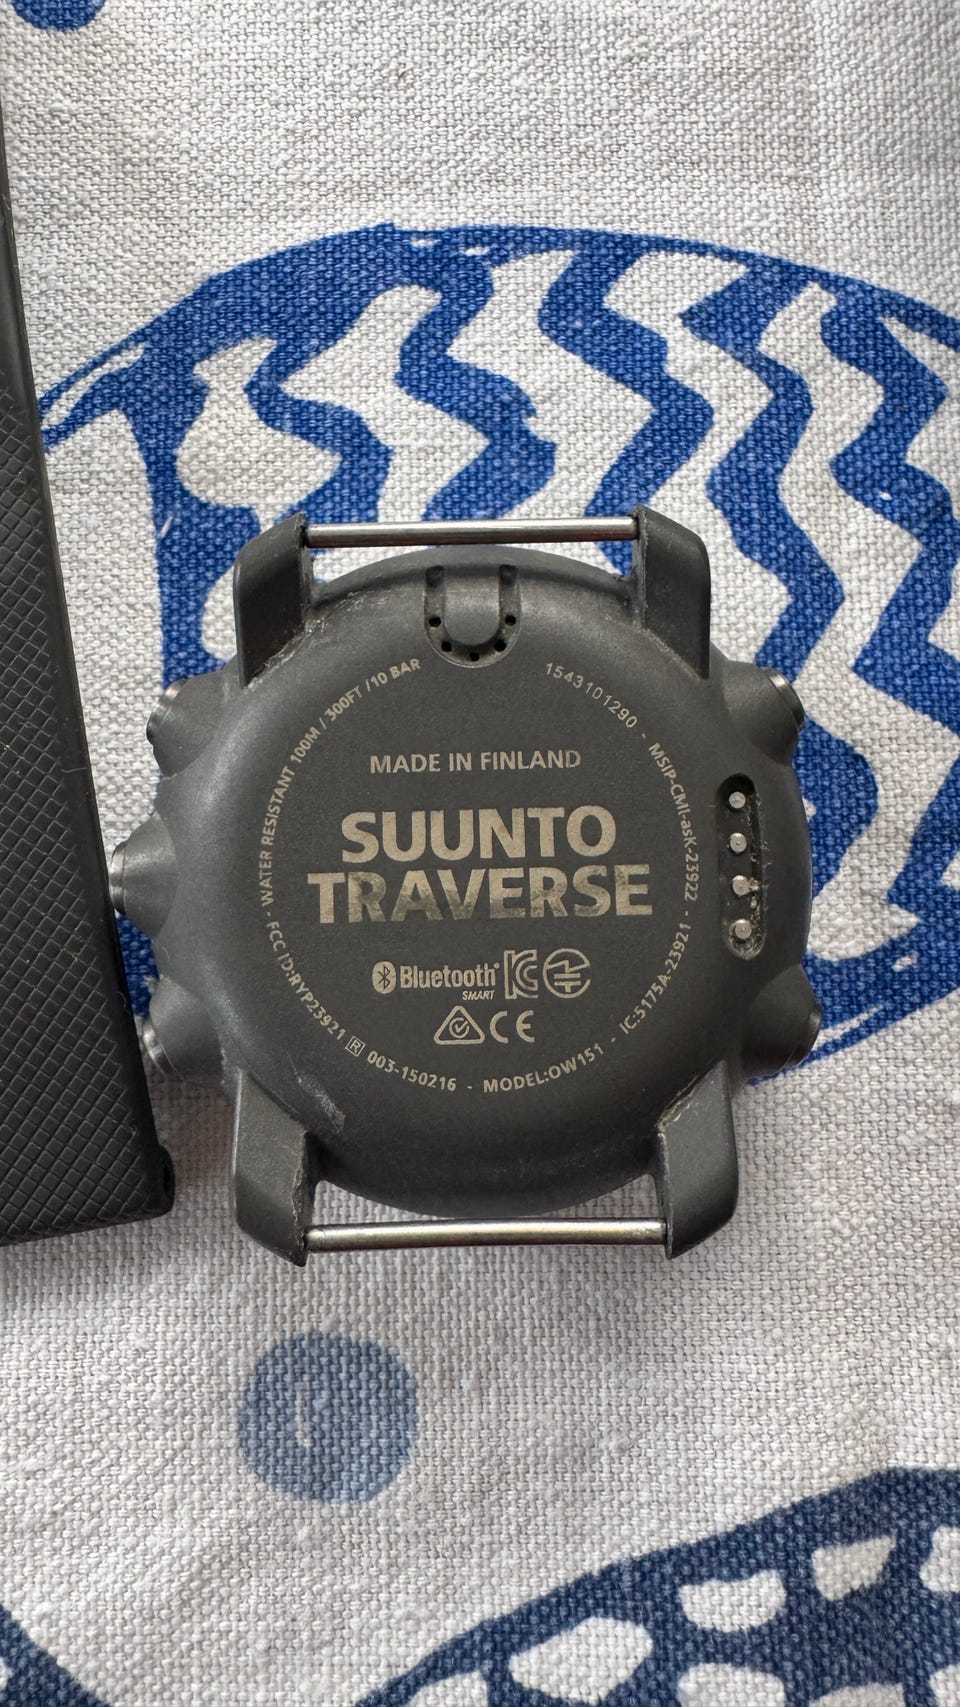 WATER RESISTANT 100M / 300FT / 10 BAR
1543101290 - MSIP-CMI-asK-23922 - IC:5175A-23921 - MODEL:OW151 - 003-150216 R FCC ID:RYP23921 -
MADE IN FINLAND
SUUNTO
TRAVERSE
Bluetooth®
SMART
CE